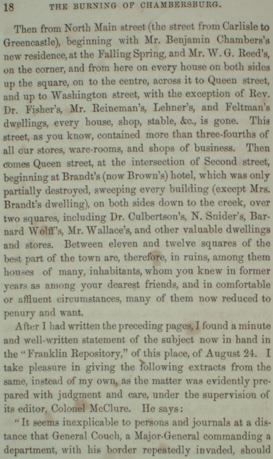 18 THE BURNING OF CHAMBERSBURG.
Then from North Main street (the street from Carlisle to
Greencastle), beginning with Mr. Benjamin Chambers's
new residence, at the Falling Spring, and Mr. W. G. Reed's,
on the corner, and from here on every house on both sides
up the square, on to the centre, across it to Queen street,
and up to Washington street, with the exception of Rev.
Dr. Fisher's, Mr. Reineman's, Lehner's, and Feltman's
dwellings, every house, shop, stable, &c., is gone. This
street, as you know, contained more than three-fourths of
all our stores, ware-rooms, and shops of business. Then
comes Queen street, at the intersection of Second street,
beginning at Brandt's (now Brown's) hotel, which was only
partially destroyed, sweeping every building (except Mrs.
Brandt's dwelling), on both sides down to the creek, over
two squares, including Dr. Culbertson's, N. Snider's, Bar-
nard Wolff's, Mr. Wallace's, and other valuable dwellings
and stores. Between eleven and twelve squares of the
best part of the town are, therefore, in ruins, among them
houses of many, inhabitants, whom you knew in former
years as among your dearest friends, and in comfortable
or affluent circumstances, many of them now reduced to
penury and want.
After I had written the preceding pages, I found a minute
and well-written statement of the subject now in hand in
the "Franklin Repository," of this place, of August 24. I
take pleasure in giving the following extracts from the
same, instead of my own, as the matter was evidently pre-
pared with judgment and care, under the supervision of
its editor, Colonel McClure. He says:
"It seems inexplicable to persons and journals at a dis-
tance that General Couch, a Major-General commanding a
department, with his border repeatedly invaded, should